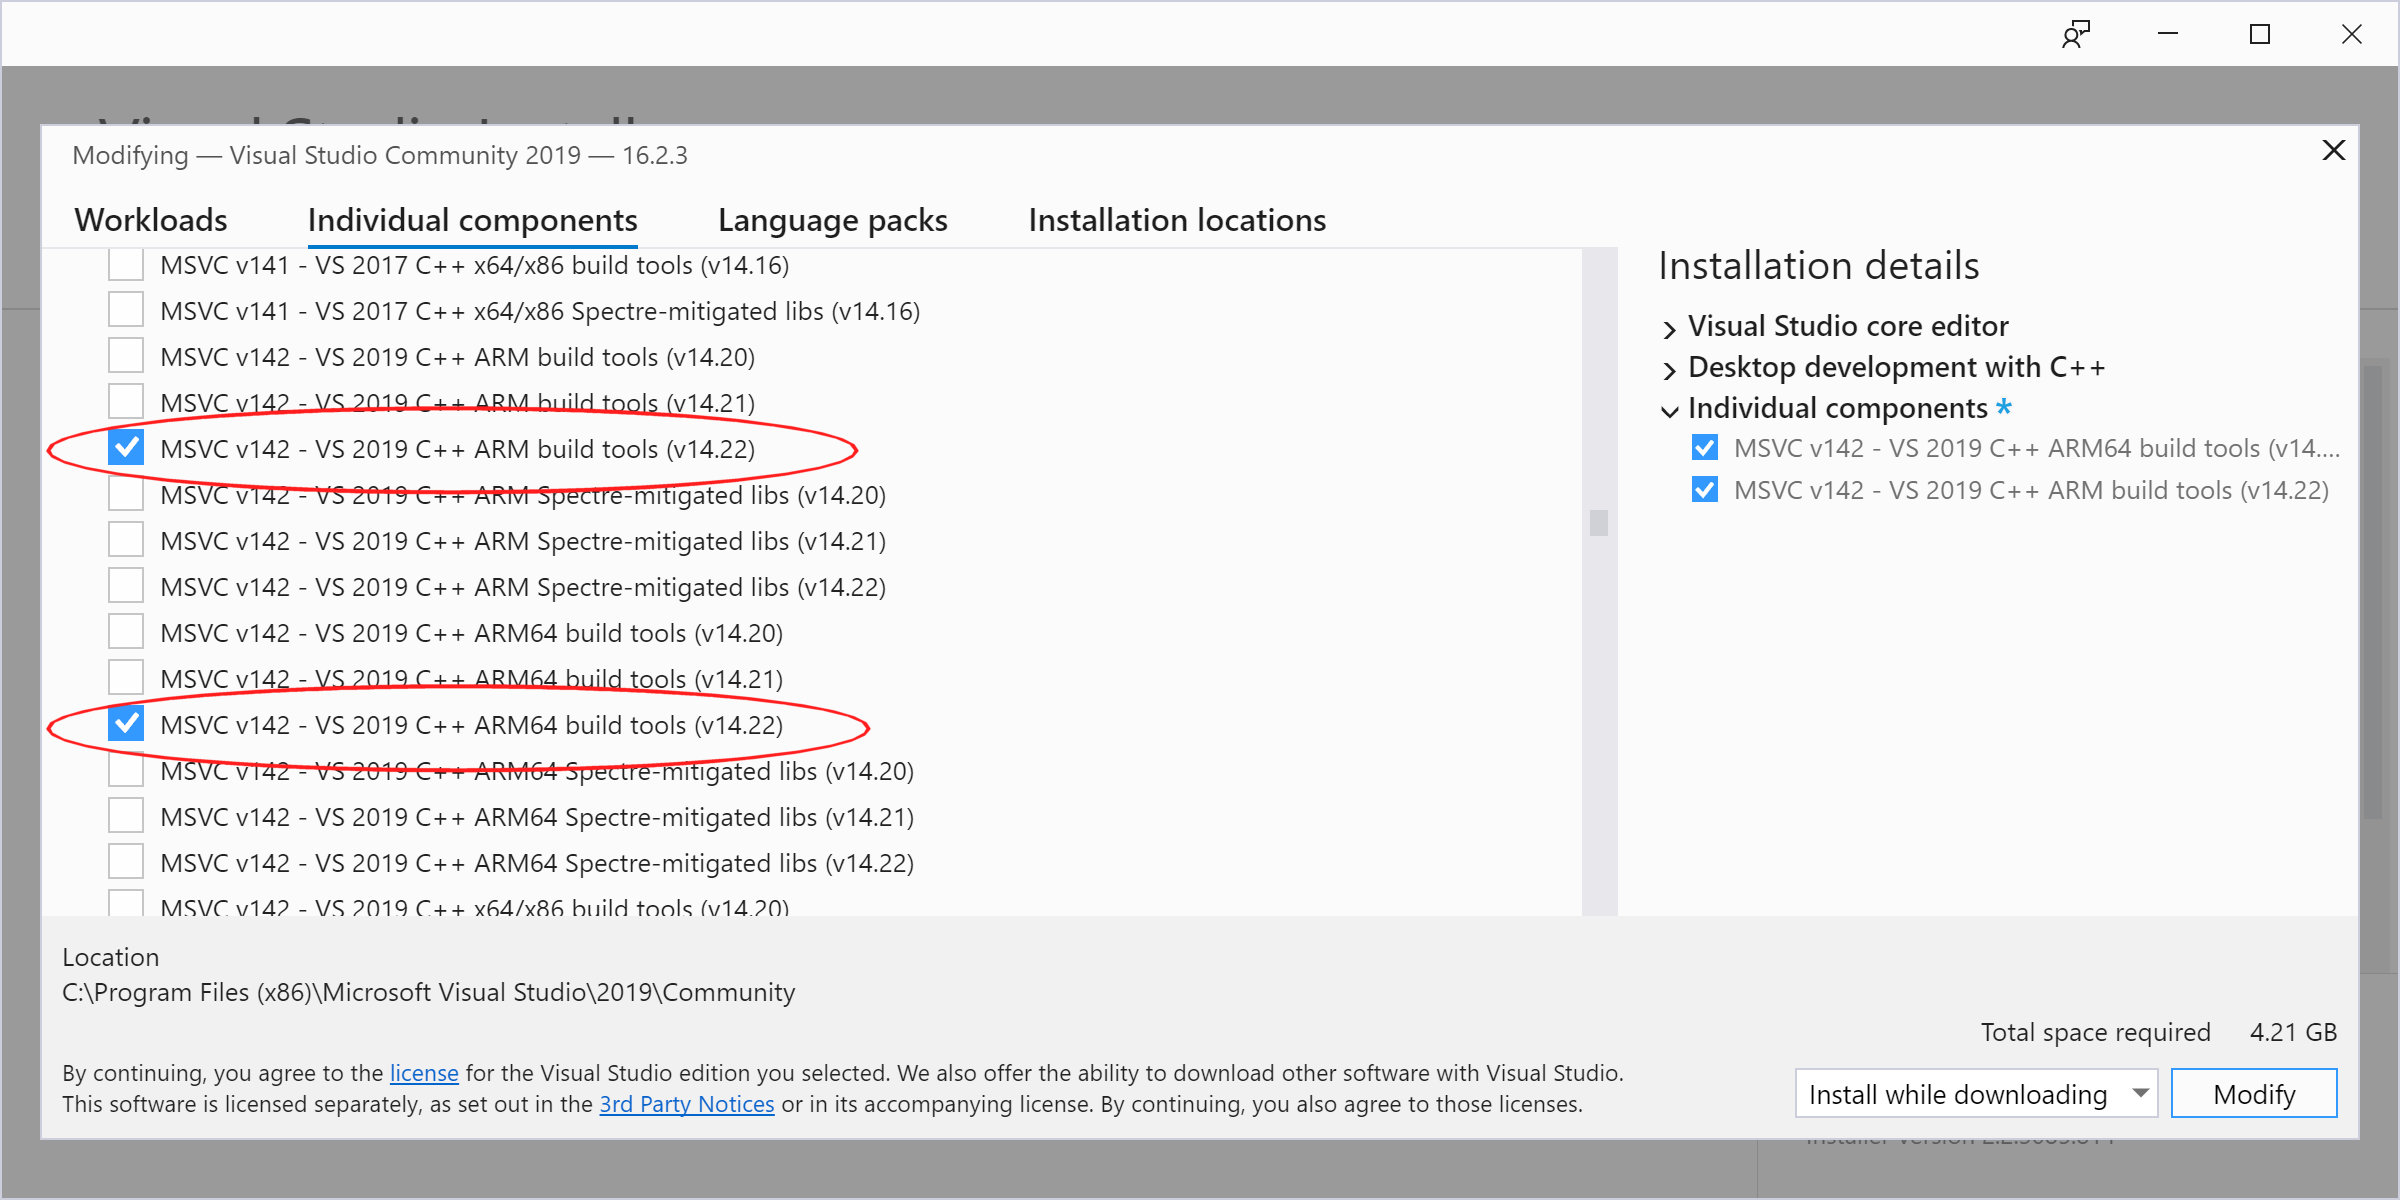 Modifying — Visual Studio Community 2019 — 16.2.3
Workloads Individual components Language packs Installation locations
MSVC v141 - VS 2017 C++ x64/x86 build tools (v14.16)
MSVC v141 - VS 2017 C++ x64/x86 Spectre-mitigated libs (v14.16)
MSVC v142 - VS 2019 C++ ARM build tools (v14.20)
MSVC v142 - VS 2019 C++ ARM build tools (v14.21)
MSVC v142 - VS 2019 C++ ARM build tools (v14.22)
MSVC v142 - VS 2019 C++ ARM Spectre-mitigated libs (v14.20)
MSVC v142 - VS 2019 C++ ARM Spectre-mitigated libs (v14.21)
MSVC v142 - VS 2019 C++ ARM Spectre-mitigated libs (v14.22)
MSVC v142 - VS 2019 C++ ARM64 build tools (v14.20)
MSVC v142 - VS 2019 C++ ARM64 build tools (v14.21)
MSVC v142 - VS 2019 C++ ARM64 build tools (v14.22)
MSVC v142 - VS 2019 C++ ARM64 Spectre-mitigated libs (v14.20)
MSVC v142 - VS 2019 C++ ARM64 Spectre-mitigated libs (v14.21)
MSVC v142 - VS 2019 C++ ARM64 Spectre-mitigated libs (v14.22)
MSVC v142 - VS 2019 C++ x64/x86 build tools (v14.20)
Installation details
Visual Studio core editor
Desktop development with C++
Individual components *
MSVC v142 - VS 2019 C++ ARM64 build tools (v14....
MSVC v142 - VS 2019 C++ ARM build tools (v14.22)
Location
C:\Program Files (x86)\Microsoft Visual Studio\2019\Community
Total space required 4.21 GB
By continuing, you agree to the license for the Visual Studio edition you selected. We also offer the ability to download other software with Visual Studio.
This software is licensed separately, as set out in the 3rd Party Notices or in its accompanying license. By continuing, you also agree to those licenses.
Install while downloading
Modify